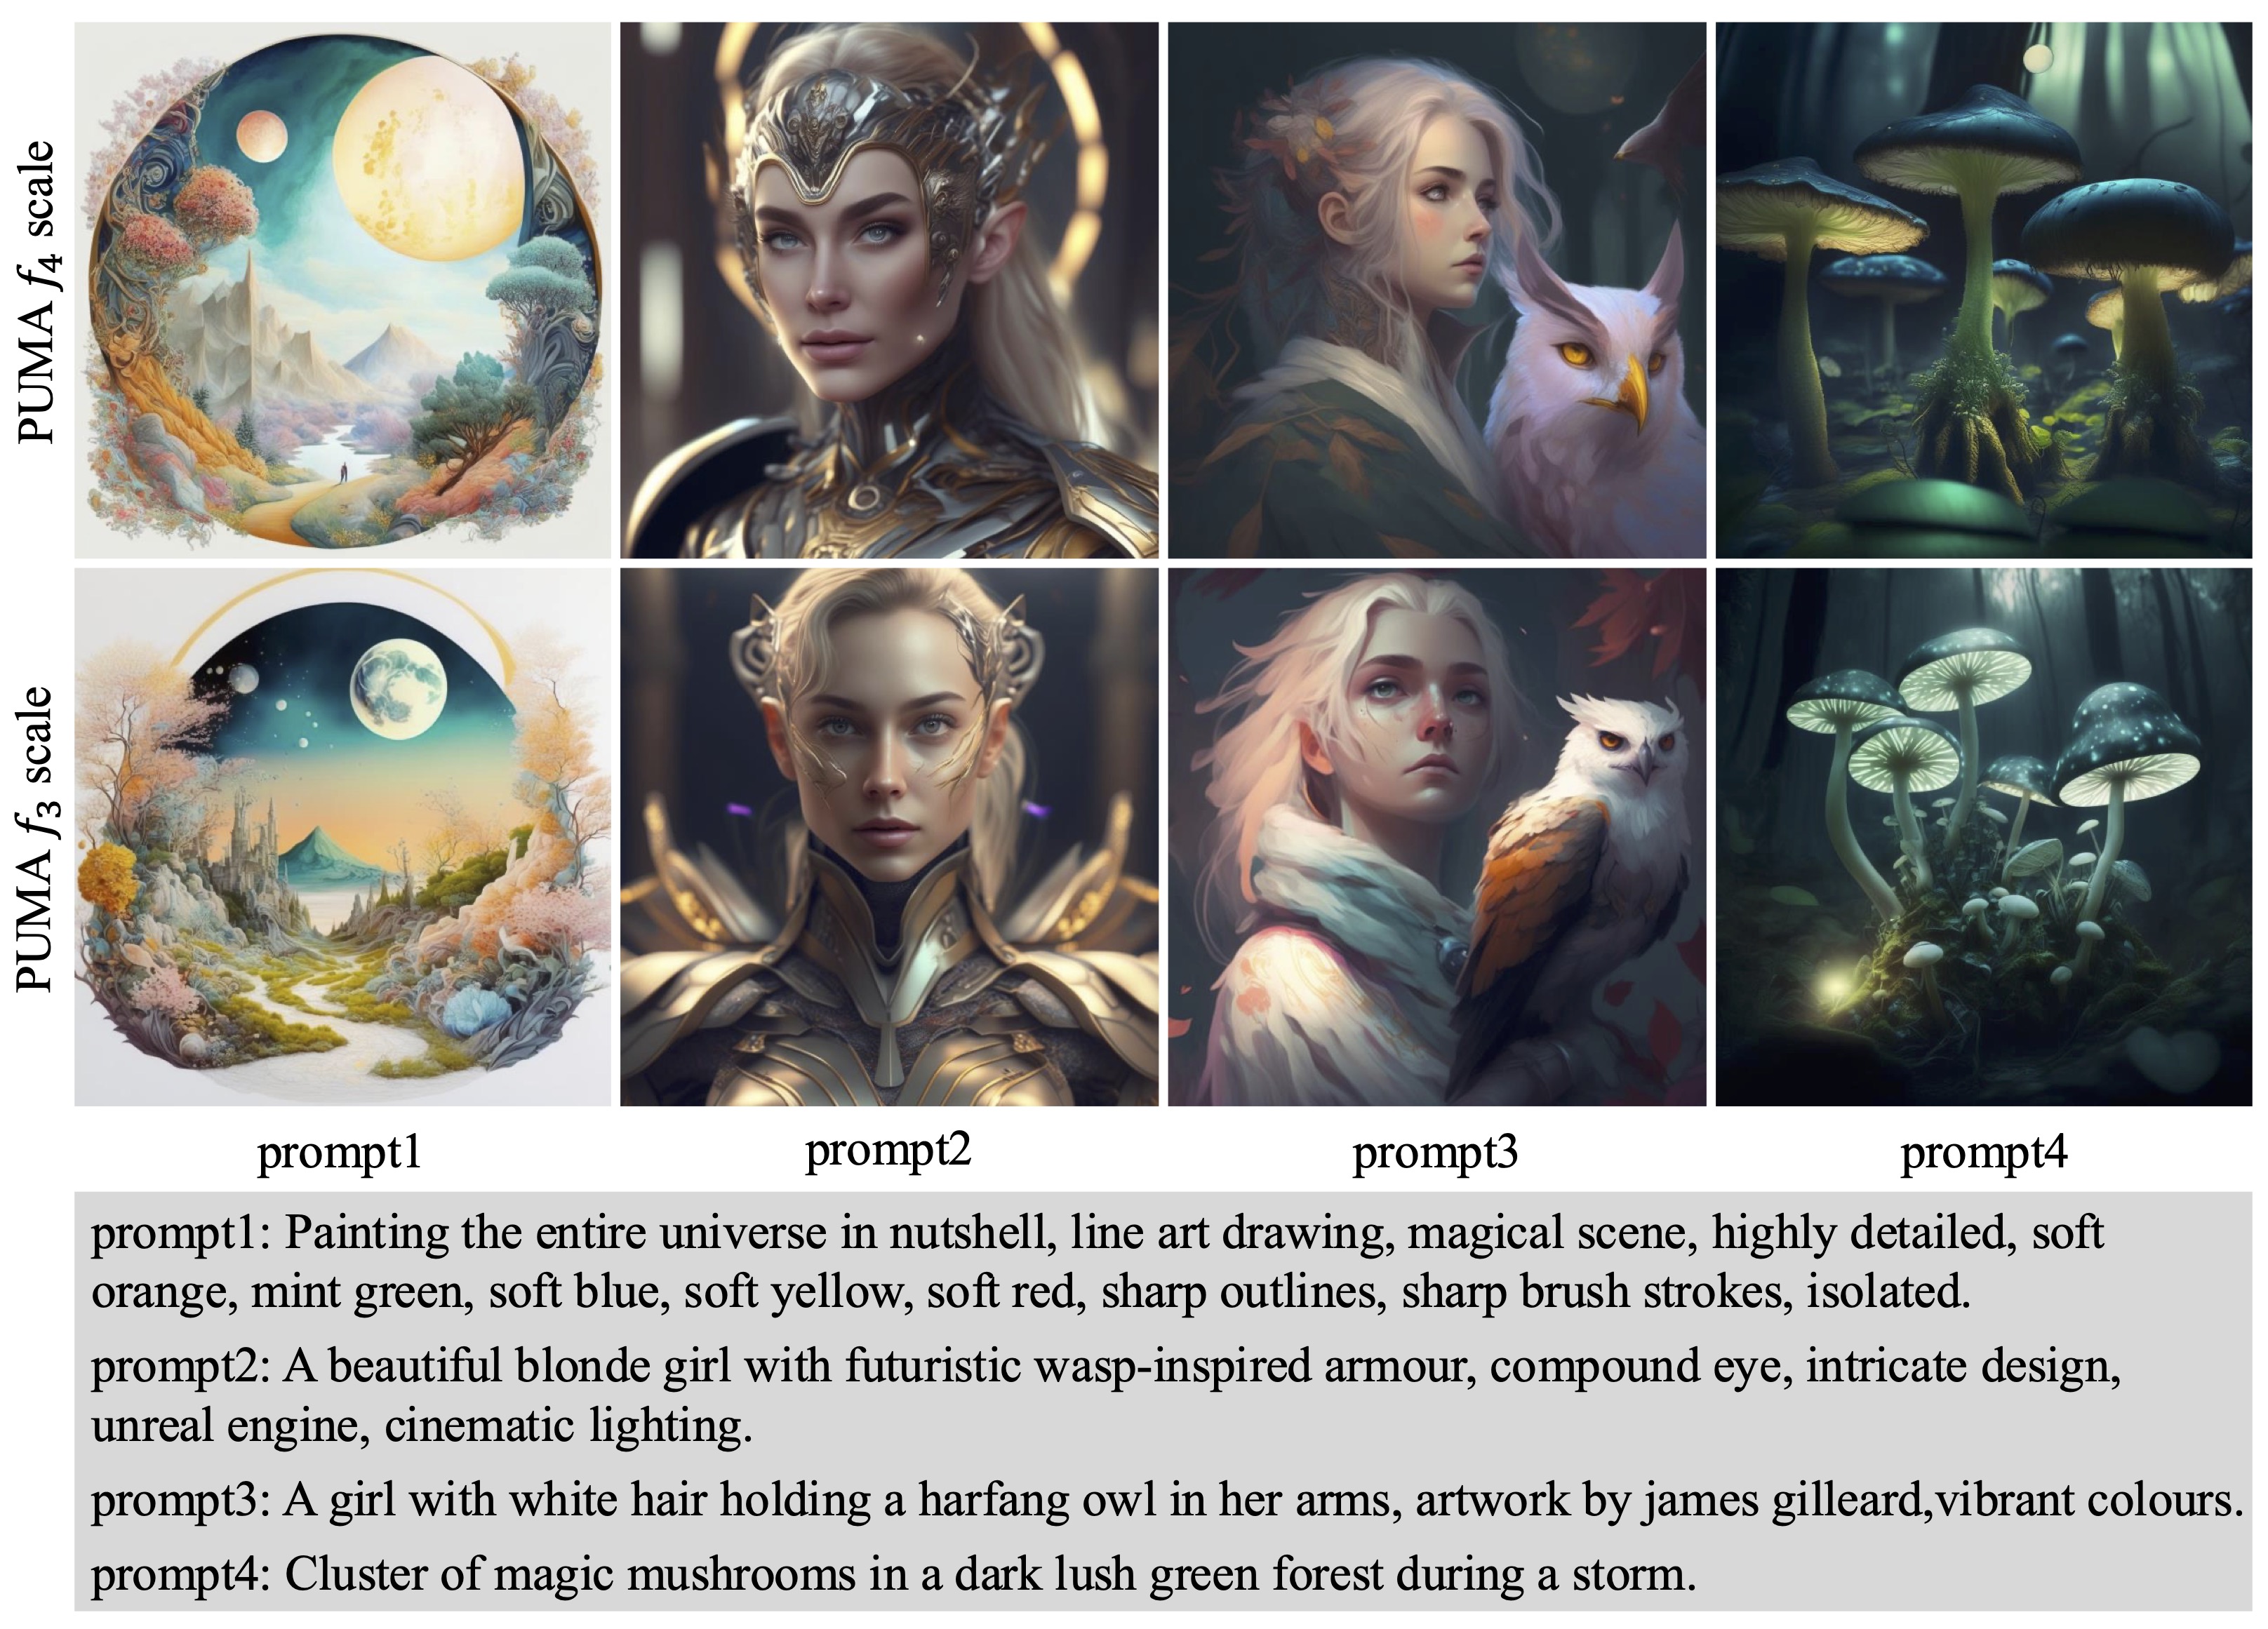 PUMA f4 scale
PUMA f3 scale
prompt1 prompt2 prompt3 prompt4
prompt1: Painting the entire universe in nutshell, line art drawing, magical scene, highly detailed, soft
orange, mint green, soft blue, soft yellow, soft red, sharp outlines, sharp brush strokes, isolated.
prompt2: A beautiful blonde girl with futuristic wasp-inspired armour, compound eye, intricate design,
unreal engine, cinematic lighting.
prompt3: A girl with white hair holding a harfang owl in her arms, artwork by james gilleard,vibrant colours.
prompt4: Cluster of magic mushrooms in a dark lush green forest during a storm.